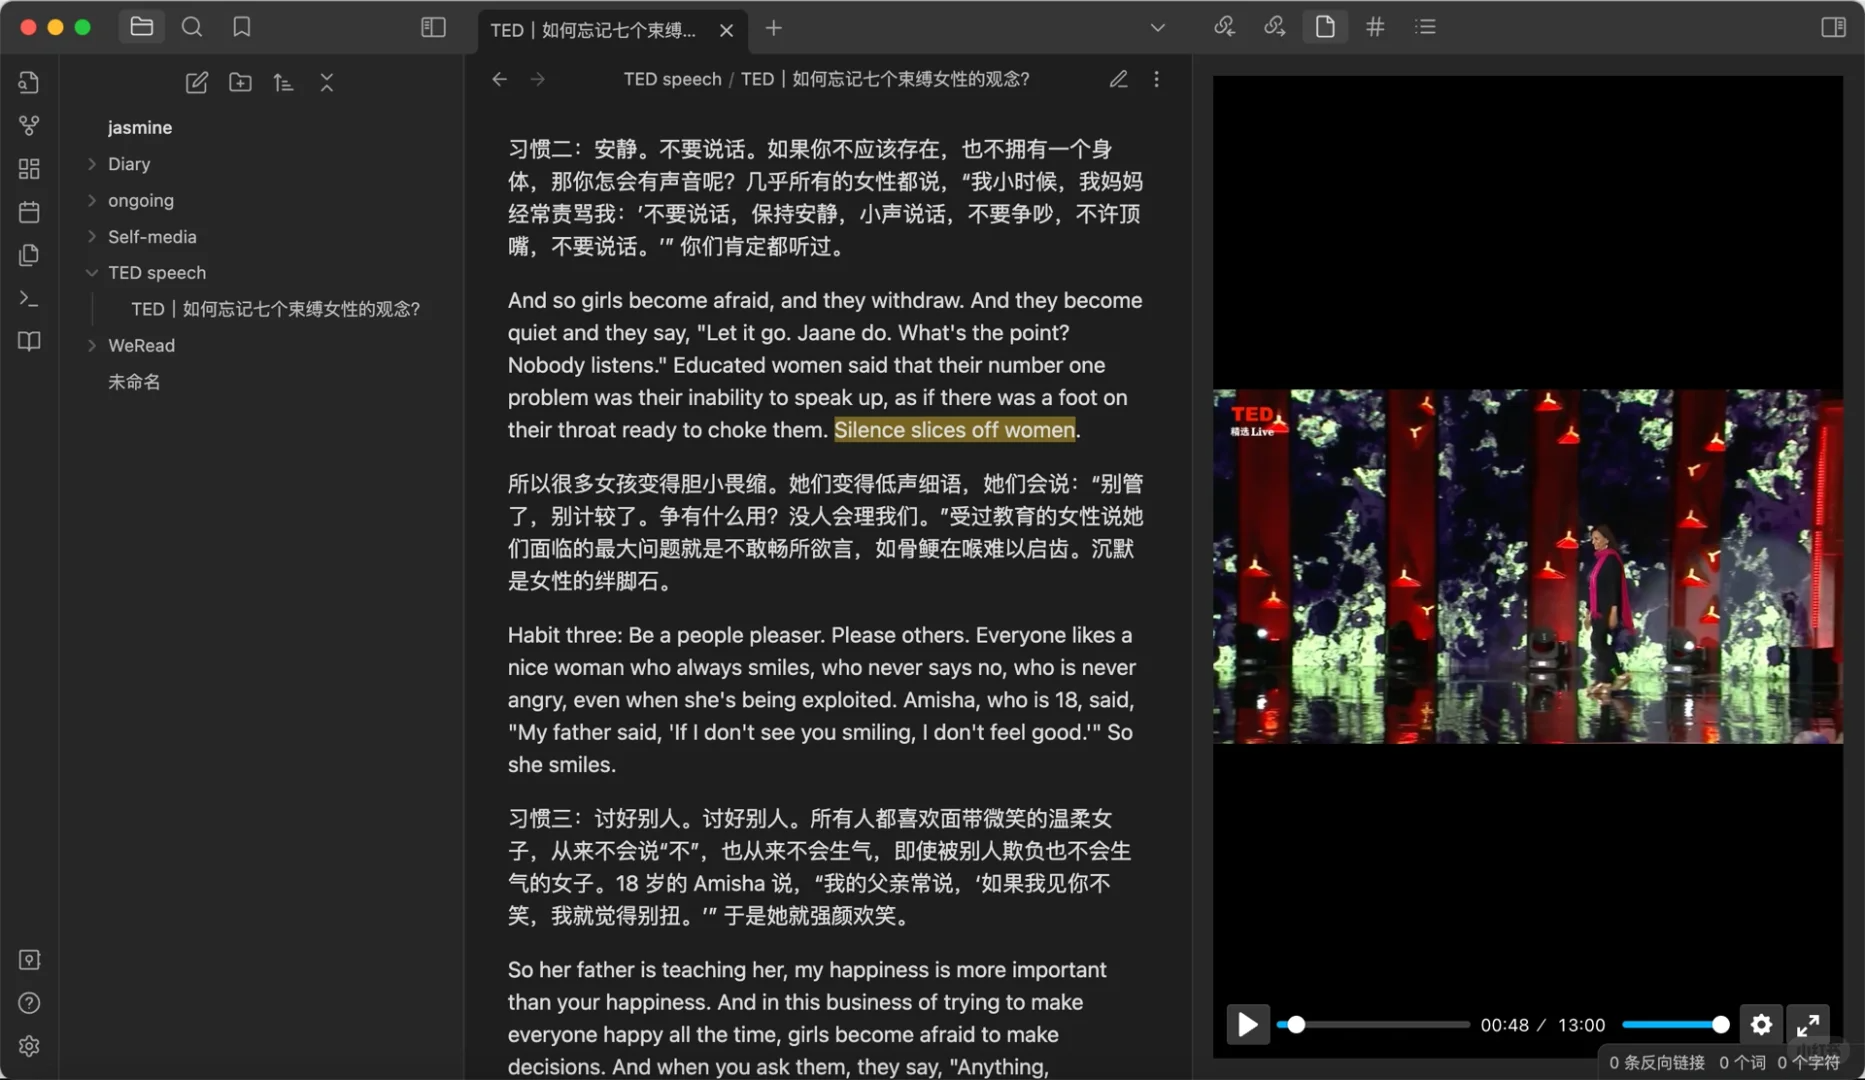 TED｜如何忘记七个束缚...
TED speech / TED｜如何忘记七个束缚女性的观念?
jasmine
Diary
ongoing
Self-media
TED speech
TED｜如何忘记七个束缚女性的观念?
WeRead
未命名
习惯二：安静。不要说话。如果你不应该存在，也不拥有一个身
体，那你怎会有声音呢？几乎所有的女性都说，“我小时候，我妈妈
经常责骂我：‘不要说话，保持安静，小声说话，不要争吵，不许顶
嘴，不要说话。’” 你们肯定都听过。
And so girls become afraid, and they withdraw. And they become
quiet and they say, "Let it go. Jaane do. What's the point?
Nobody listens." Educated women said that their number one
problem was their inability to speak up, as if there was a foot on
their throat ready to choke them. Silence slices off women.
所以很多女孩变得胆小畏缩。她们变得低声细语，她们会说：“别管
了，别计较了。争有什么用？没人会理我们。”受过教育的女性说她
们面临的最大问题就是不敢畅所欲言，如骨鲠在喉难以启齿。沉默
是女性的绊脚石。
Habit three: Be a people pleaser. Please others. Everyone likes a
nice woman who always smiles, who never says no, who is never
angry, even when she's being exploited. Amisha, who is 18, said,
"My father said, 'If I don't see you smiling, I don't feel good.'" So
she smiles.
习惯三：讨好别人。讨好别人。所有人都喜欢面带微笑的温柔女
子，从来不会说“不”，也从来不会生气，即使被别人欺负也不会生
气的女子。18 岁的 Amisha 说，“我的父亲常说，‘如果我见你不
笑，我就觉得别扭。’” 于是她就强颜欢笑。
So her father is teaching her, my happiness is more important
than your happiness. And in this business of trying to make
everyone happy all the time, girls become afraid to make
decisions. And when you ask them, they say, "Anything,
TED
精选 Live
00:48 / 13:00
小红书
0 条反向链接 0 个词 0 个字符